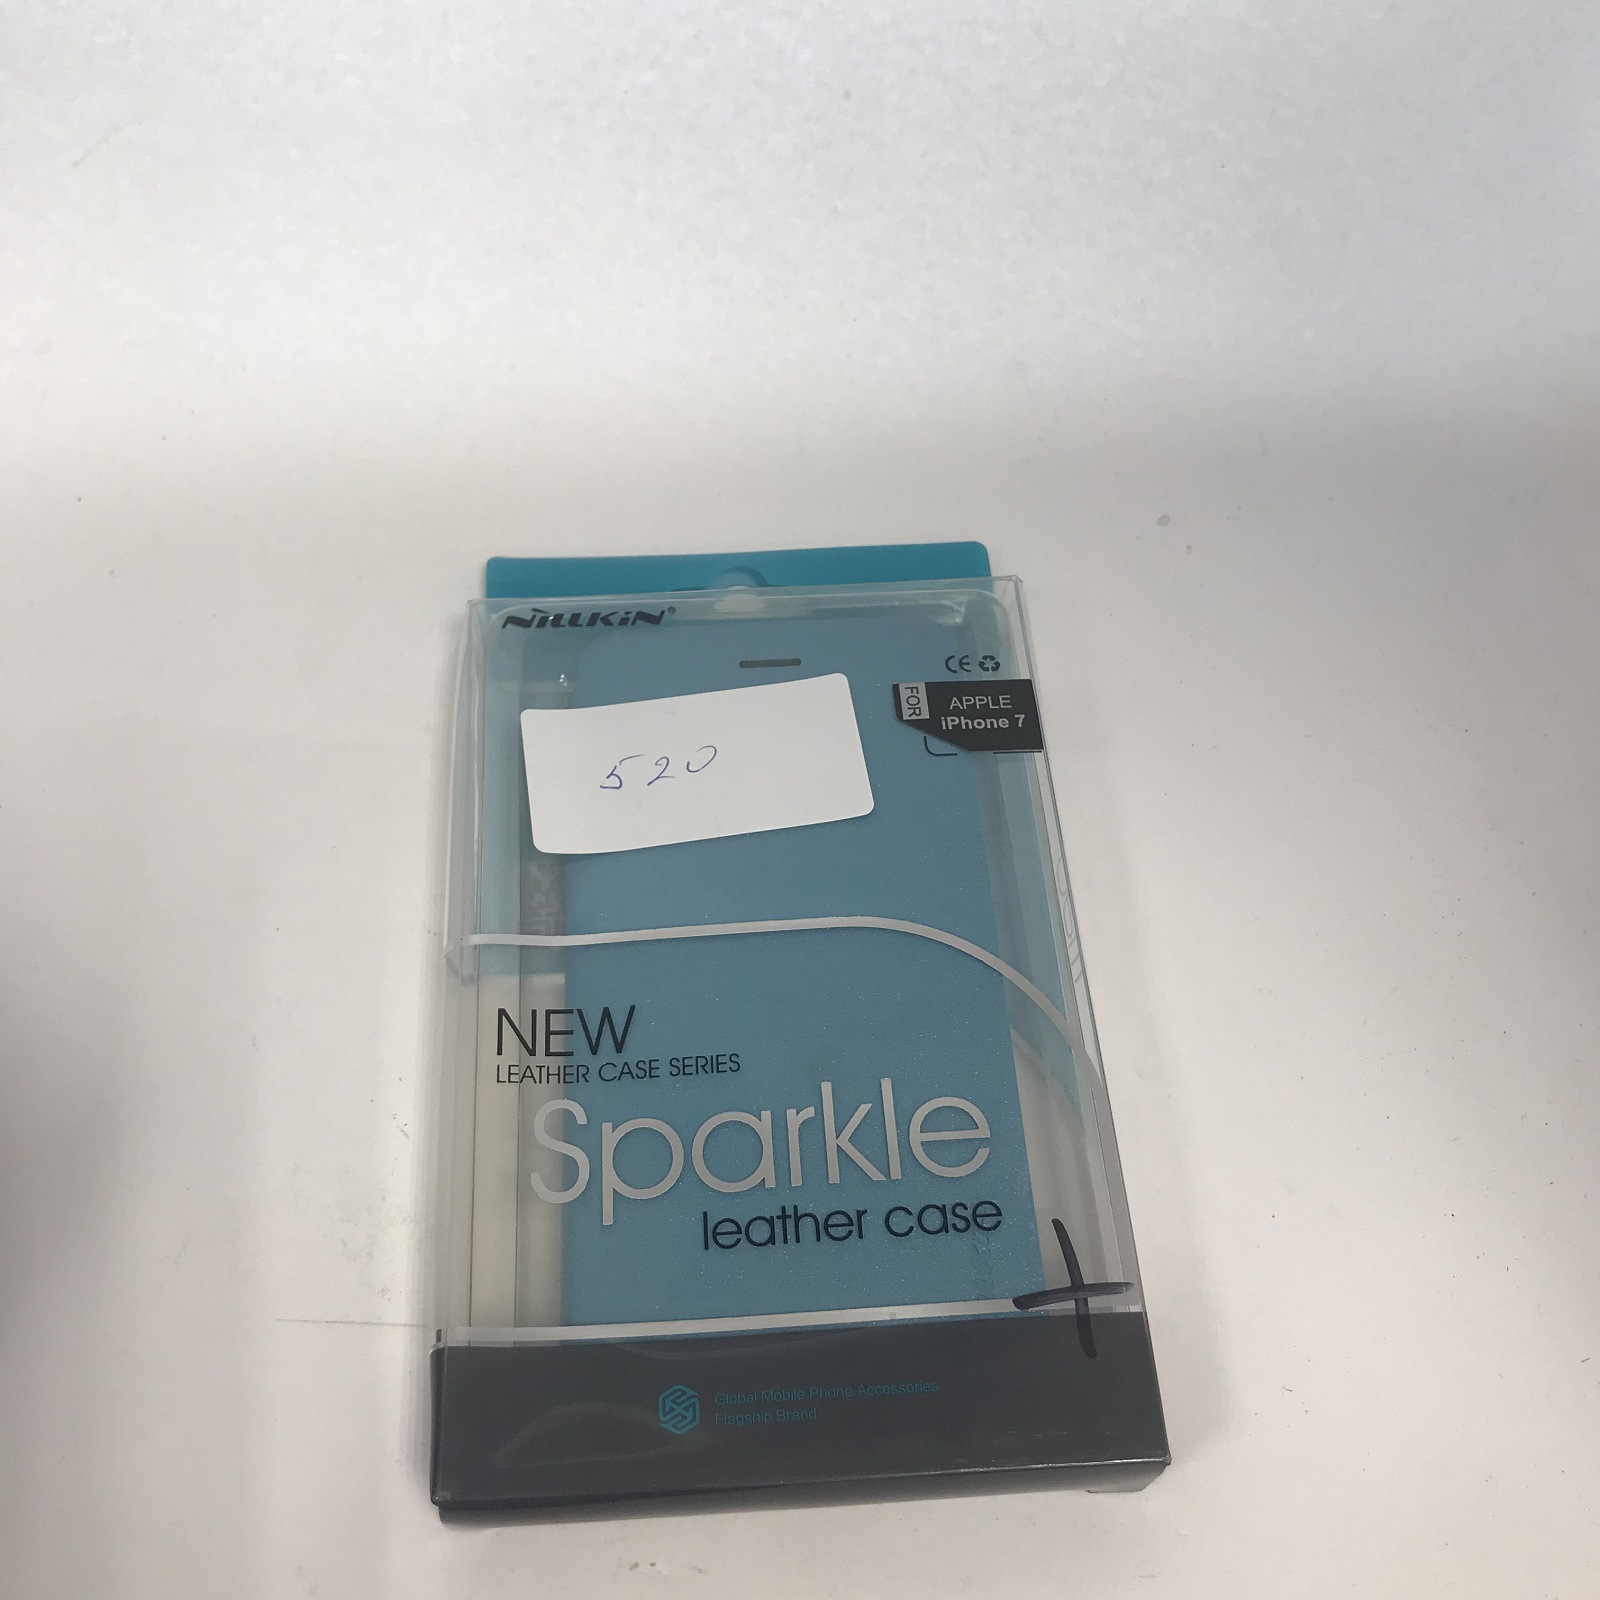 NiLLKiN®
CE
FOR
APPLE
iPhone 7
520
NEW
LEATHER CASE SERIES
Sparkle
leather case
Global Mobile Phone Accessories
Flagship Brand